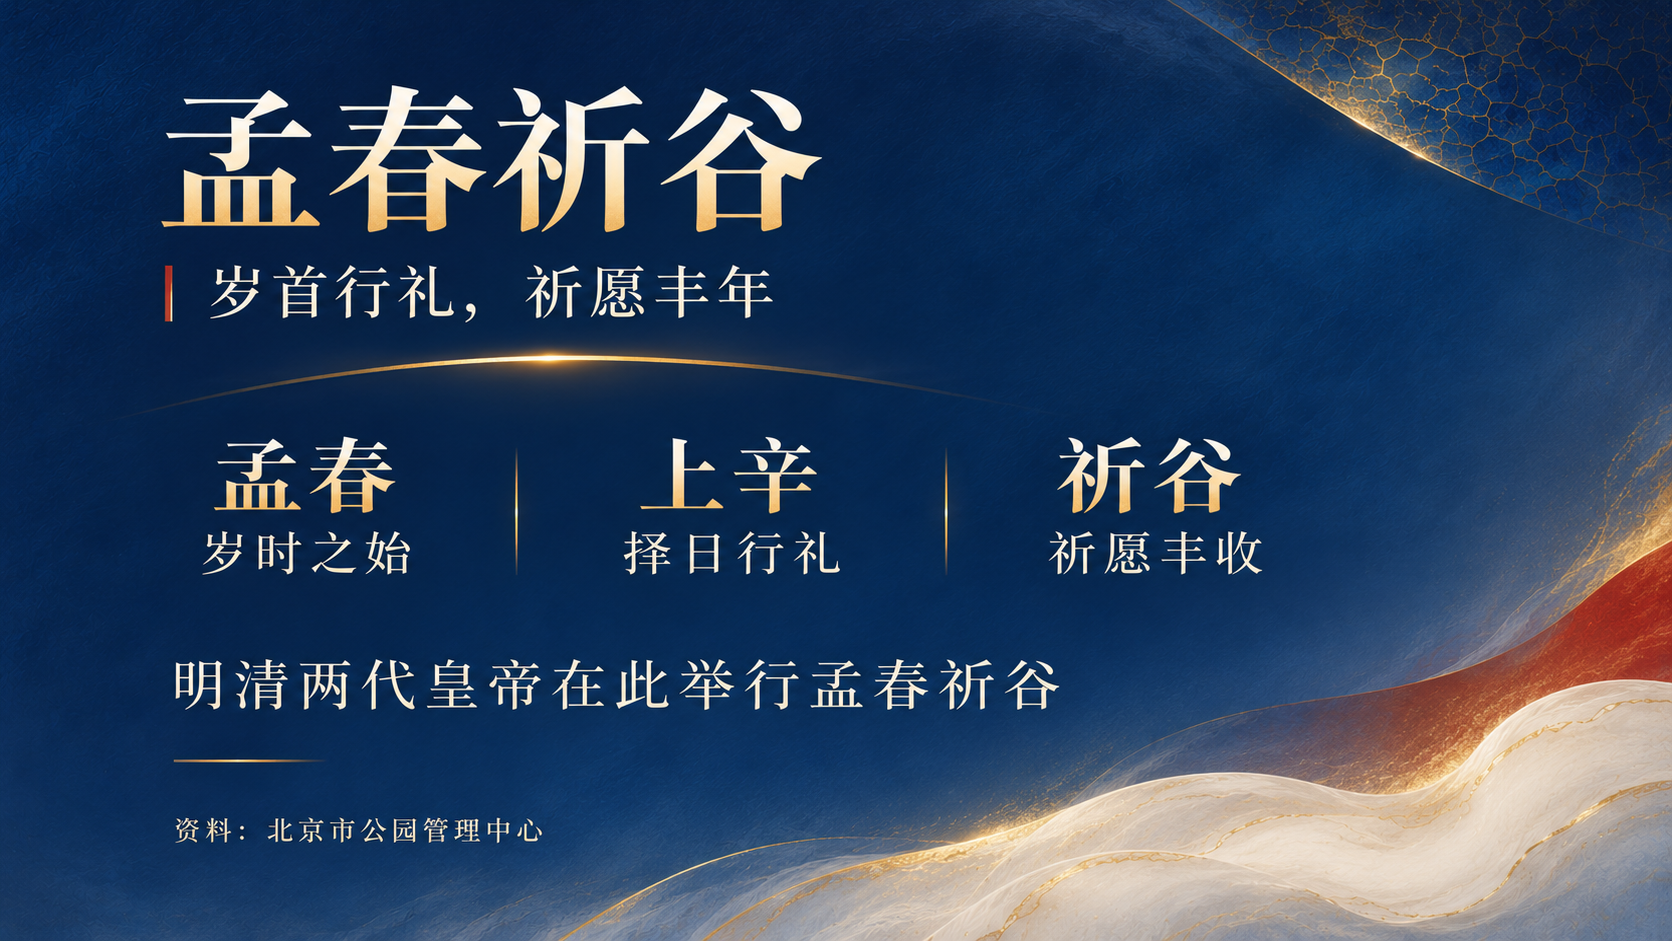 孟春祈谷
岁首行礼，祈愿丰年
孟春
岁时之始
上辛
择日行礼
祈谷
祈愿丰收
明清两代皇帝在此举行孟春祈谷
资料：北京市公园管理中心